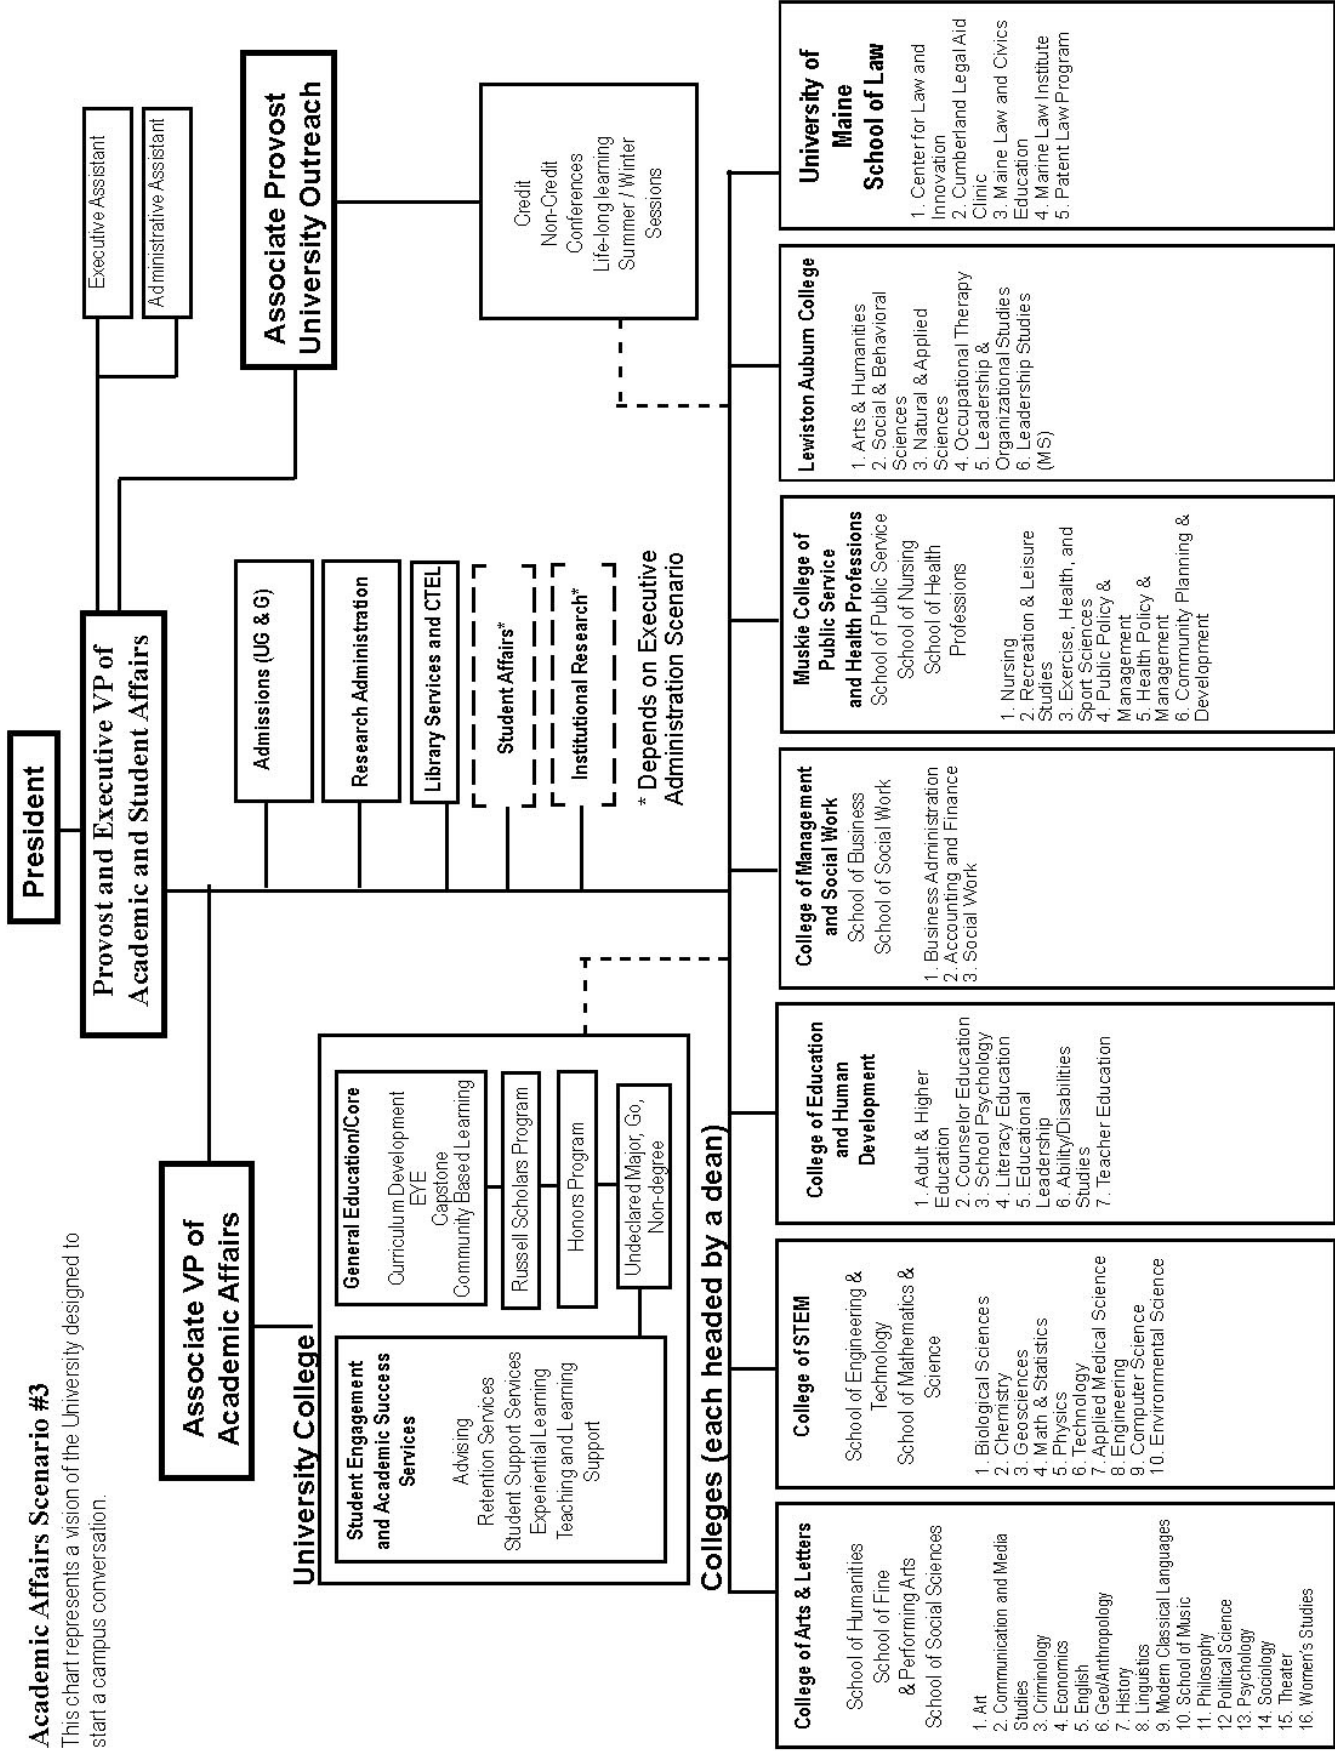 Academic Affairs Scenario #3
This chart represents a vision of the University designed to
start a campus conversation.
President
Provost and Executive VP of
Academic and Student Affairs
Executive Assistant
Administrative Assistant
Associate VP of
Academic Affairs
Associate Provost
University Outreach
Admissions (UG & G)
Research Administration
Library Services and CTEL
Student Affairs*
Institutional Research*
* Depends on Executive
Administration Scenario
Credit
Non-Credit
Conferences
Life-long learning
Summer / Winter
Sessions
University College
Student Engagement
and Academic Success
Services
Advising
Retention Services
Student Support Services
Experiential Learning
Teaching and Learning
Support
General Education/Core
Curriculum Development
EYE
Capstone
Community Based Learning
Russell Scholars Program
Honors Program
Undeclared Major, Go,
Non-degree
Colleges (each headed by a dean)
College of Arts & Letters
School of Humanities
School of Fine
& Performing Arts
School of Social Sciences
1. Art
2. Communication and Media
Studies
3. Criminology
4. Economics
5. English
6. Geo/Anthropology
7. History
8. Linguistics
9. Modern Classical Languages
10. School of Music
11. Philosophy
12 Political Science
13. Psychology
14. Sociology
15. Theater
16. Women's Studies
College of STEM
School of Engineering &
Technology
School of Mathematics &
Science
1. Biological Sciences
2. Chemistry
3. Geosciences
4. Math & Statistics
5. Physics
6. Technology
7. Applied Medical Science
8. Engineering
9. Computer Science
10. Environmental Science
College of Education
and Human
Development
1. Adult & Higher
Education
2. Counselor Education
3. School Psychology
4. Literacy Education
5. Educational
Leadership
6. Ability/Disabilities
Studies
7. Teacher Education
College of Management
and Social Work
School of Business
School of Social Work
1. Business Administration
2. Accounting and Finance
3. Social Work
Muskie College of
Public Service
and Health Professions
School of Public Service
School of Nursing
School of Health
Professions
1. Nursing
2. Recreation & Leisure
Studies
3. Exercise, Health, and
Sport Sciences
4. Public Policy &
Management
5. Health Policy &
Management
6. Community Planning &
Development
Lewiston Auburn College
1. Arts & Humanities
2. Social & Behavioral
Sciences
3. Natural & Applied
Sciences
4. Occupational Therapy
5. Leadership &
Organizational Studies
6. Leadership Studies
(MS)
University of
Maine
School of Law
1. Center for Law and
Innovation
2. Cumberland Legal Aid
Clinic
3. Maine Law and Civics
Education
4. Marine Law Institute
5. Patent Law Program